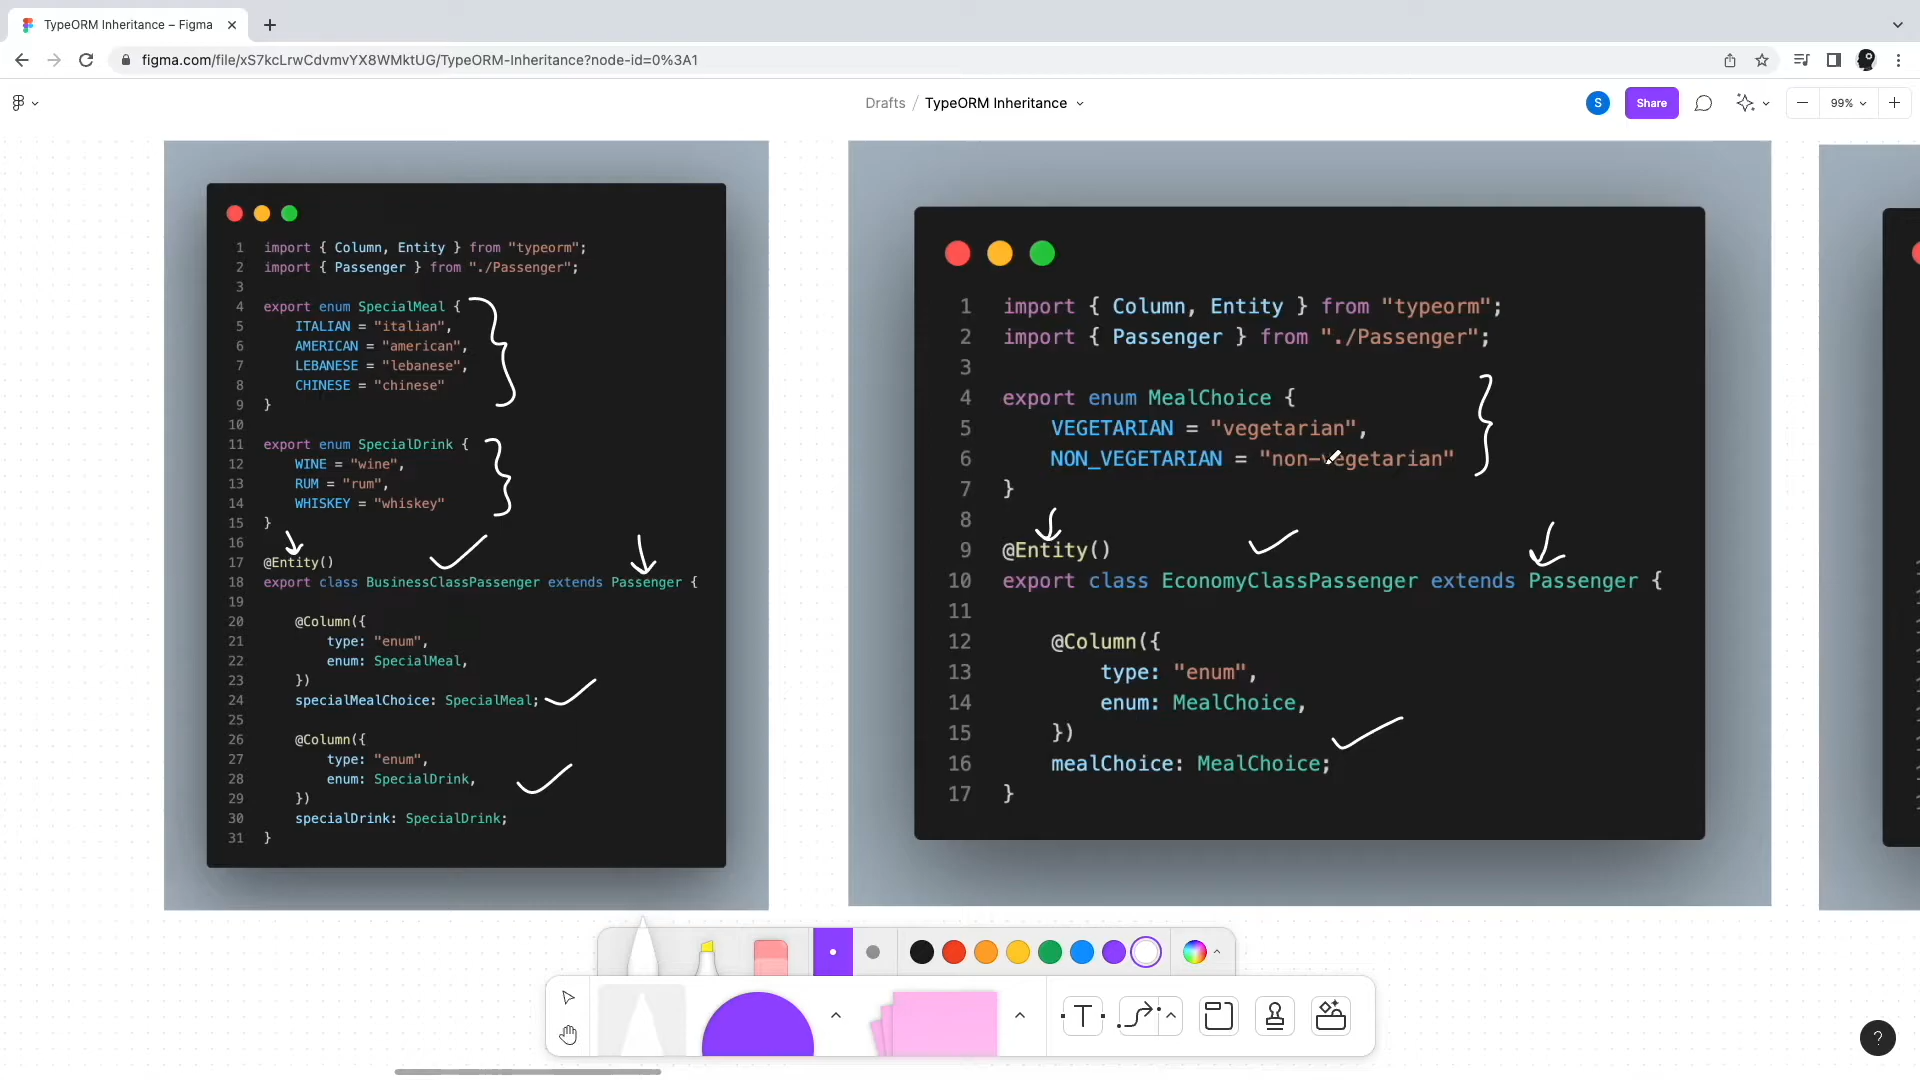 TypeORM Inheritance – Figma
figma.com/file/xS7kcLrwCdvmvYX8WMktUG/TypeORM-Inheritance?node-id=0%3A1
Drafts / TypeORM Inheritance
S
Share
99%
1 import { Column, Entity } from "typeorm";
2 import { Passenger } from "./Passenger";
3
4 export enum SpecialMeal {
5 ITALIAN = "italian",
6 AMERICAN = "american",
7 LEBANESE = "lebanese",
8 CHINESE = "chinese"
9 }
10
11 export enum SpecialDrink {
12 WINE = "wine",
13 RUM = "rum",
14 WHISKEY = "whiskey"
15 }
16
17 @Entity()
18 export class BusinessClassPassenger extends Passenger {
19
20 @Column({
21 type: "enum",
22 enum: SpecialMeal,
23 })
24 specialMealChoice: SpecialMeal;
25
26 @Column({
27 type: "enum",
28 enum: SpecialDrink,
29 })
30 specialDrink: SpecialDrink;
31 }
1 import { Column, Entity } from "typeorm";
2 import { Passenger } from "./Passenger";
3
4 export enum MealChoice {
5 VEGETARIAN = "vegetarian",
6 NON_VEGETARIAN = "non-vegetarian"
7 }
8
9 @Entity()
10 export class EconomyClassPassenger extends Passenger {
11
12 @Column({
13 type: "enum",
14 enum: MealChoice,
15 })
16 mealChoice: MealChoice;
17 }
T
?